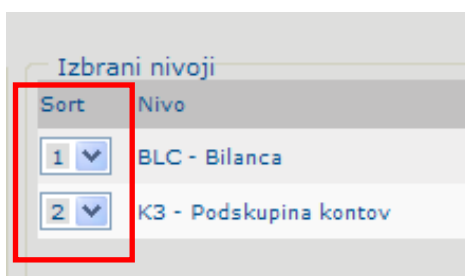 Izbrani nivoji
Sort Nivo
1 BLC - Bilanca
2 K3 - Podskupina kontov